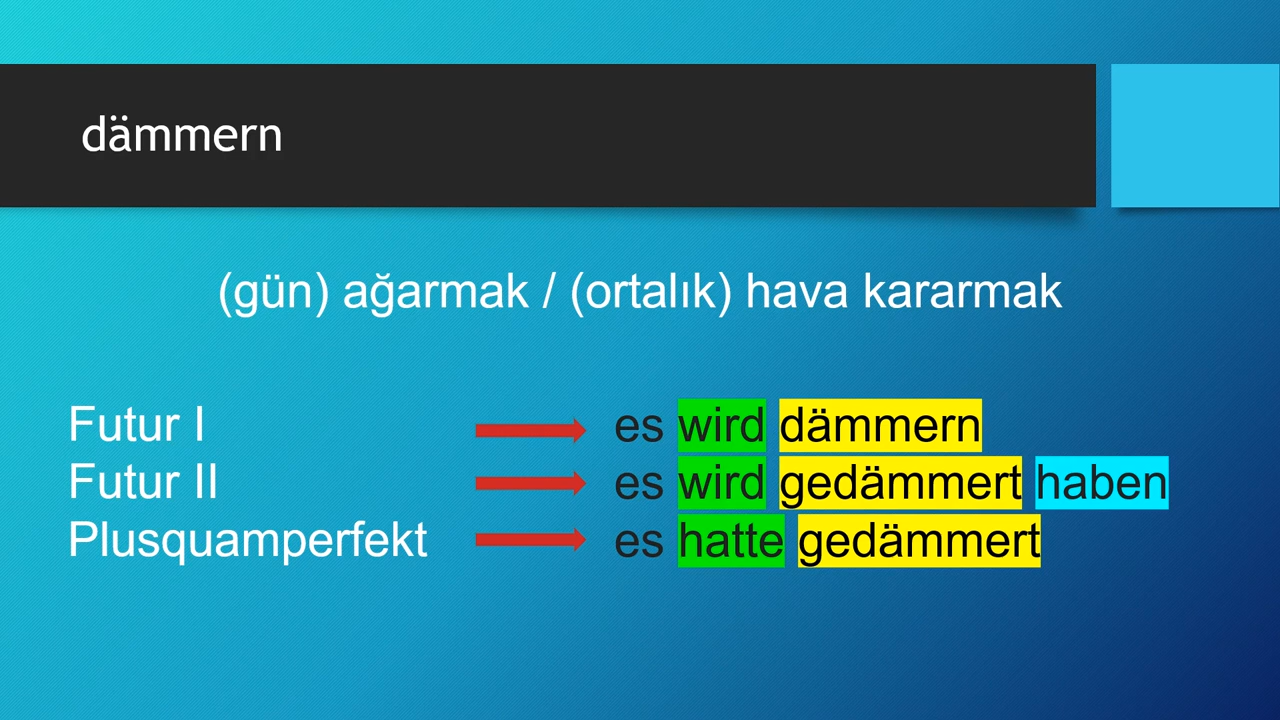 dämmern
(gün) ağarmak / (ortalık) hava kararmak
Futur I es wird dämmern
Futur II es wird gedämmert haben
Plusquamperfekt es hatte gedämmert